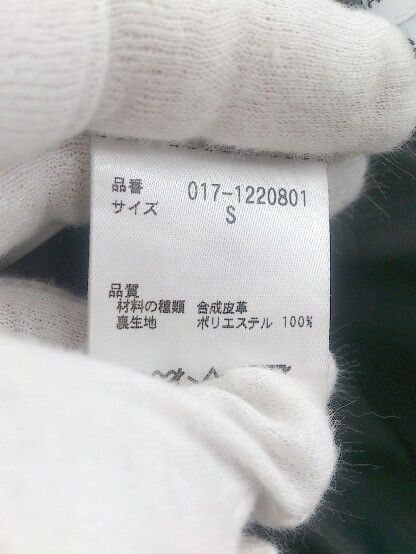 品番 017-1220801
サイズ S
品質
材料の種類 合成皮革
裏生地 ポリエステル 100%